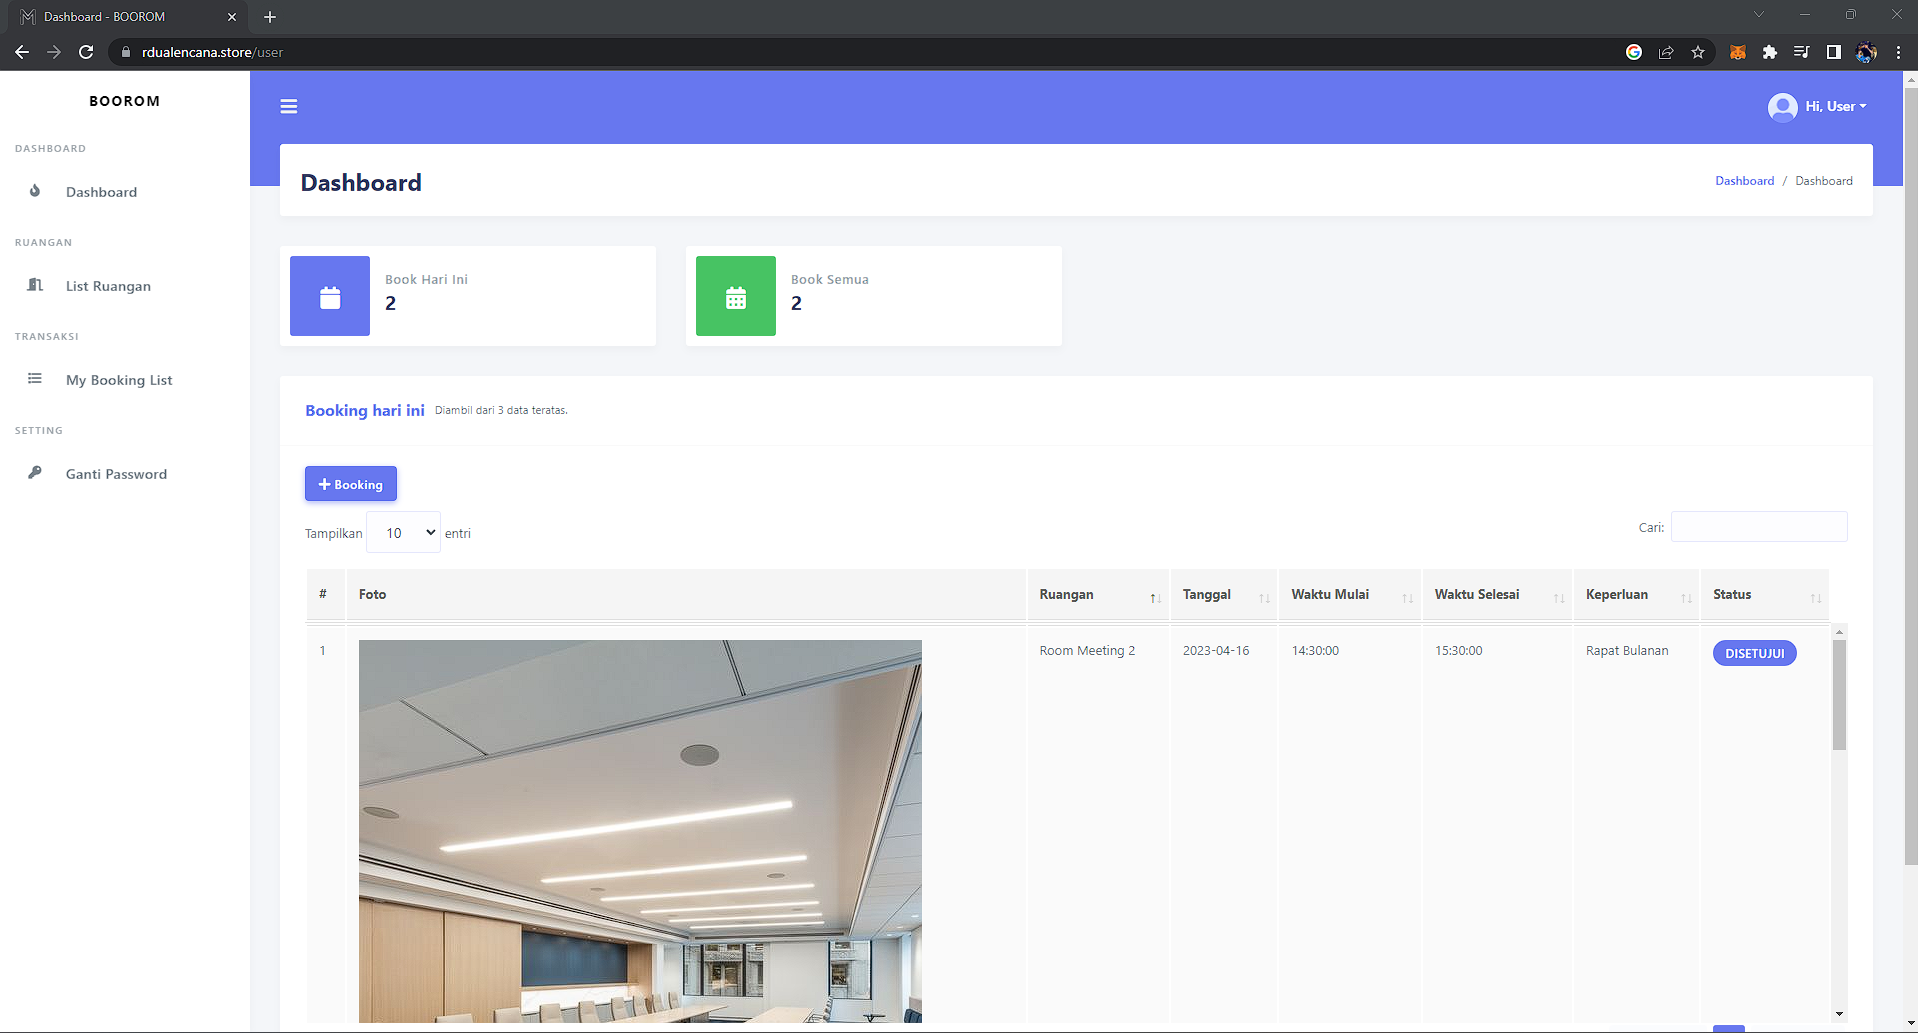 Dashboard - BOOROM
rdualencana.store/user
BOOROM
Hi, User
DASHBOARD
Dashboard
RUANGAN
List Ruangan
TRANSAKSI
My Booking List
SETTING
Ganti Password
Dashboard
Dashboard / Dashboard
Book Hari Ini
2
Book Semua
2
Booking hari ini Diambil dari 3 data teratas.
+ Booking
Tampilkan 10 entri
Cari:
# Foto Ruangan Tanggal Waktu Mulai Waktu Selesai Keperluan Status
1 Room Meeting 2 2023-04-16 14:30:00 15:30:00 Rapat Bulanan DISETUJUI